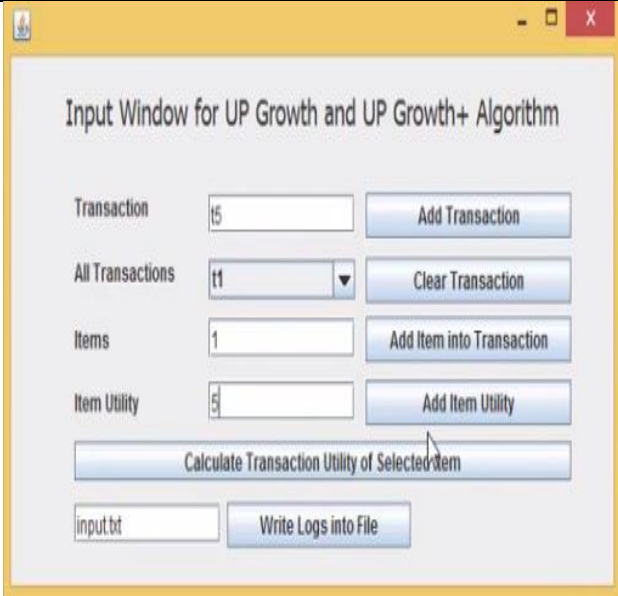 Input Window for UP Growth and UP Growth+ Algorithm
Transaction t5 Add Transaction
All Transactions t1 Clear Transaction
Items 1 Add Item into Transaction
Item Utility 5 Add Item Utility
Calculate Transaction Utility of Selected Item
input.txt Write Logs into File